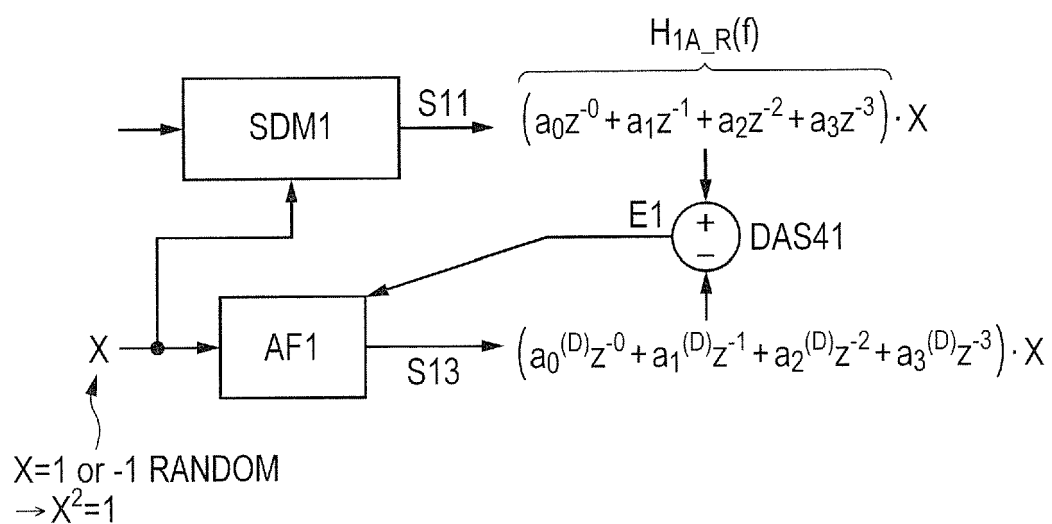 H1A_R(f)
SDM1
S11
(a0z^-0 + a1z^-1 + a2z^-2 + a3z^-3) · X
E1
+
−
DAS41
X
AF1
S13
(a0^(D)z^-0 + a1^(D)z^-1 + a2^(D)z^-2 + a3^(D)z^-3) · X
X=1 or -1 RANDOM
→X^2=1